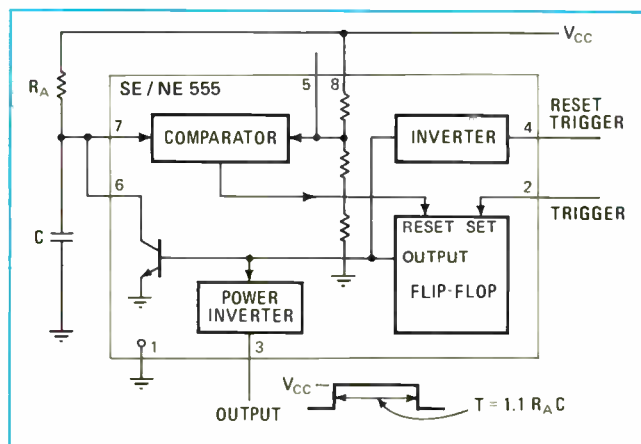 V_CC
R_A
SE / NE 555
5
8
RESET
TRIGGER
7
COMPARATOR
INVERTER
4
6
2
TRIGGER
C
RESET SET
OUTPUT
FLIP-FLOP
POWER
INVERTER
1
3
V_CC
OUTPUT
T = 1.1 R_A C